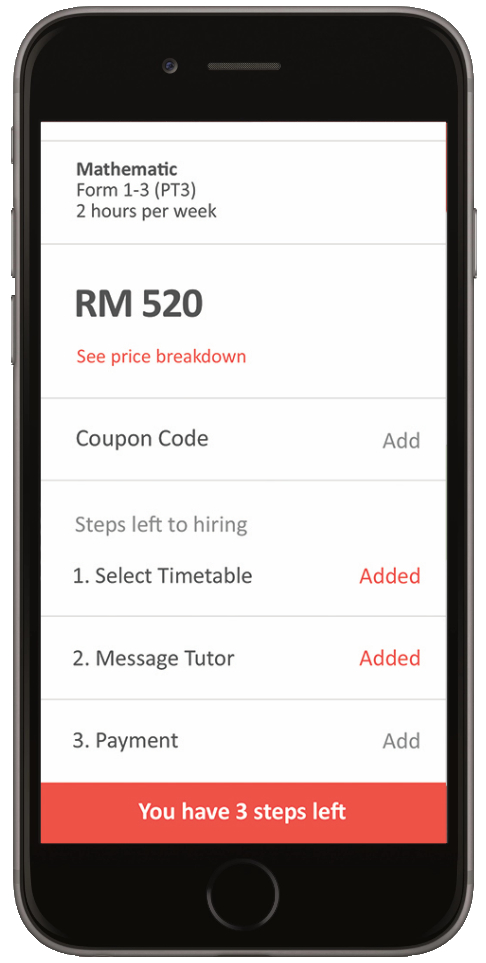 Mathematic
Form 1-3 (PT3)
2 hours per week
RM 520
See price breakdown
Coupon Code Add
Steps left to hiring
1. Select Timetable Added
2. Message Tutor Added
3. Payment Add
You have 3 steps left